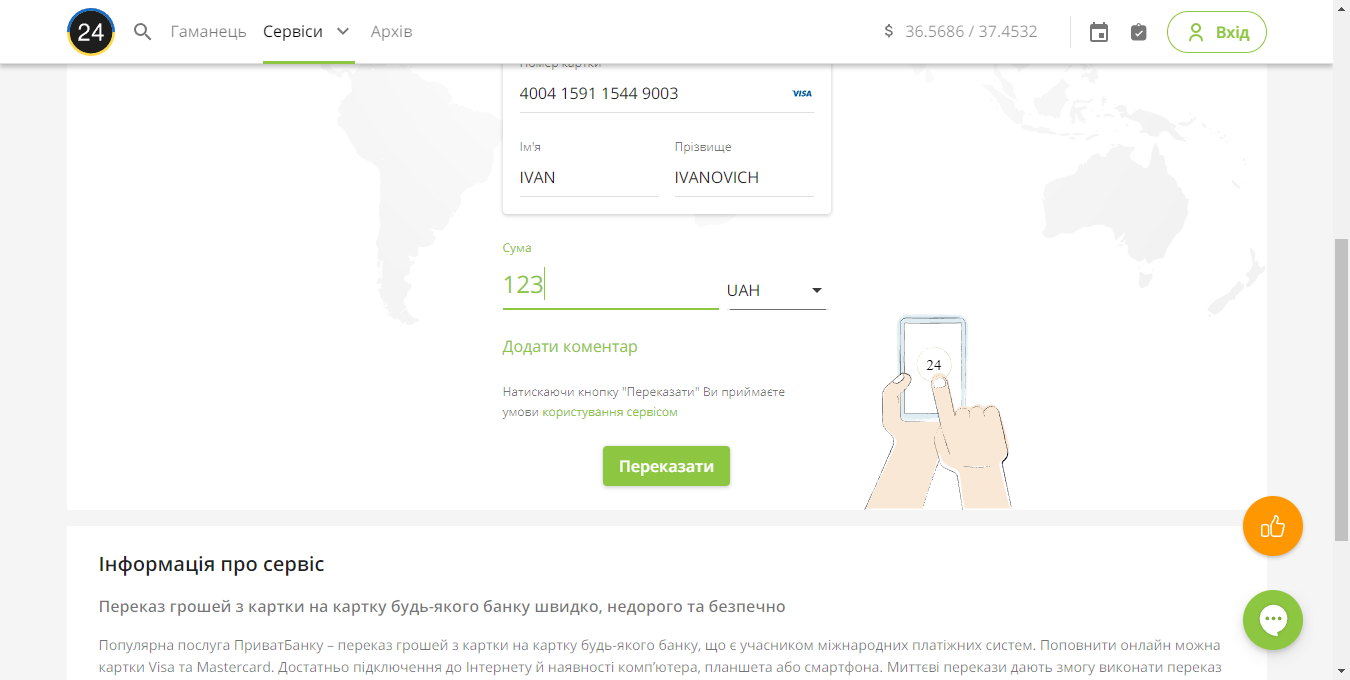 24 Гаманець Сервіси Архів $ 36.5686 / 37.4532 Вхід
Номер картки
4004 1591 1544 9003 VISA
Ім'я Прізвище
IVAN IVANOVICH
Сума
123 UAH
Додати коментар
24
Натискаючи кнопку "Переказати" Ви приймаєте
умови користування сервісом
Переказати
Інформація про сервіс
Переказ грошей з картки на картку будь-якого банку швидко, недорого та безпечно
Популярна послуга ПриватБанку – переказ грошей з картки на картку будь-якого банку, що є учасником міжнародних платіжних систем. Поповнити онлайн можна
картки Visa та Mastercard. Достатньо підключення до Інтернету й наявності комп’ютера, планшета або смартфона. Миттєві перекази дають змогу виконати переказ